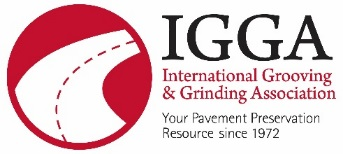 IGGA
International Grooving
& Grinding Association
Your Pavement Preservation
Resource since 1972